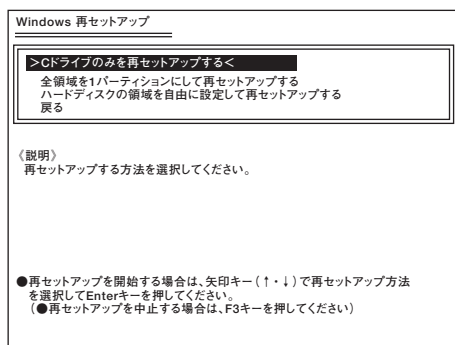 Windows 再セットアップ
>Cドライブのみを再セットアップする<
全領域を1パーティションにして再セットアップする
ハードディスクの領域を自由に設定して再セットアップする
戻る
《説明》
再セットアップする方法を選択してください。
●再セットアップを開始する場合は、矢印キー(↑・↓)で再セットアップ方法
を選択してEnterキーを押してください。
(●再セットアップを中止する場合は、F3キーを押してください)